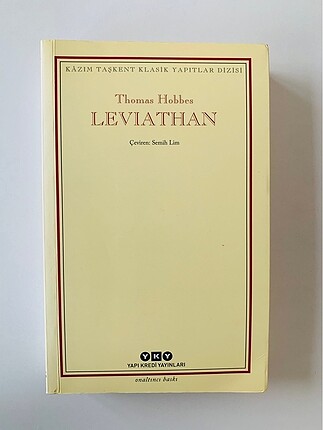 KÂZIM TAŞKENT KLASİK YAPITLAR DİZİSİ
Thomas Hobbes
LEVIATHAN
Çeviren: Semih Lim
YKY
YAPI KREDİ YAYINLARI
onaltıncı baskı